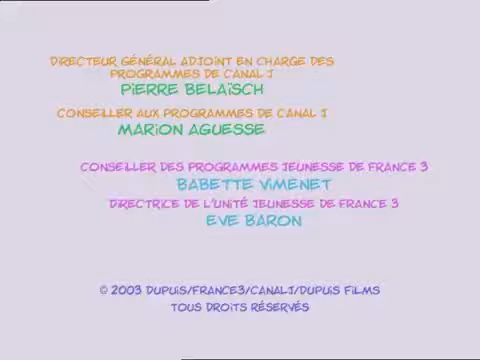 DIRECTEUR GÉNÉRAL ADJOINT EN CHARGE DES
PROGRAMMES DE CANAL J
PIERRE BELAÏSCH
CONSEILLER AUX PROGRAMMES DE CANAL J
MARION AGUESSE
CONSEILLER DES PROGRAMMES JEUNESSE DE FRANCE 3
BABETTE VIMENET
DIRECTRICE DE L'UNITÉ JEUNESSE DE FRANCE 3
EVE BARON
© 2003 DUPUIS/FRANCE3/CANALJ/DUPUIS FILMS
TOUS DROITS RÉSERVÉS